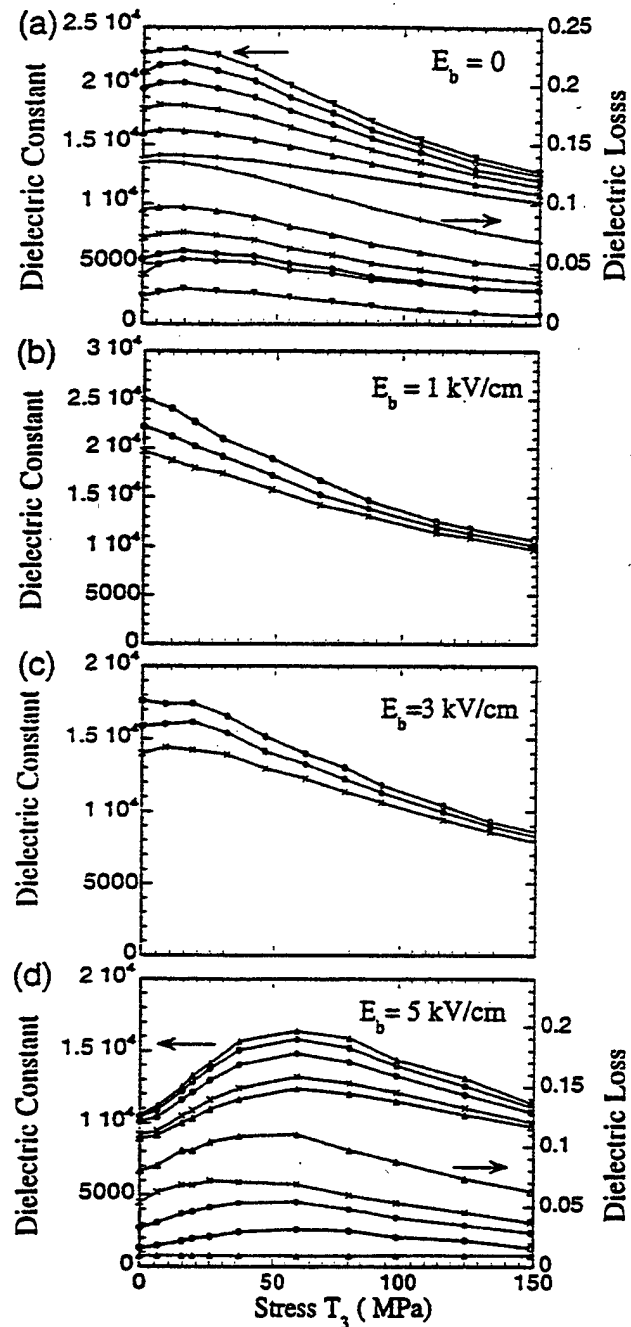 (a)
2.5 10⁴
2 10⁴
1.5 10⁴
1 10⁴
5000
0
Dielectric Constant
E_b = 0
0.25
0.2
0.15
0.1
0.05
0
Dielectric Losss
(b)
3 10⁴
2.5 10⁴
2 10⁴
1.5 10⁴
1 10⁴
5000
0
Dielectric Constant
E_b = 1 kV/cm
(c)
2 10⁴
1.5 10⁴
1 10⁴
5000
0
Dielectric Constant
E_b=3 kV/cm
(d)
2 10⁴
1.5 10⁴
1 10⁴
5000
0
Dielectric Constant
E_b= 5 kV/cm
0.2
0.15
0.1
0.05
0
Dielectric Loss
0 50 100 150
Stress T₃ ( MPa)